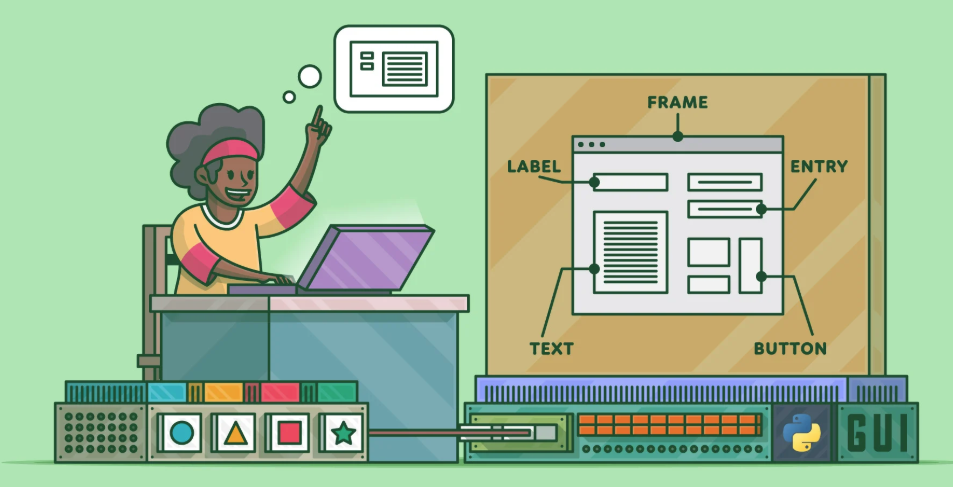 FRAME
LABEL
ENTRY
TEXT
BUTTON
GUI